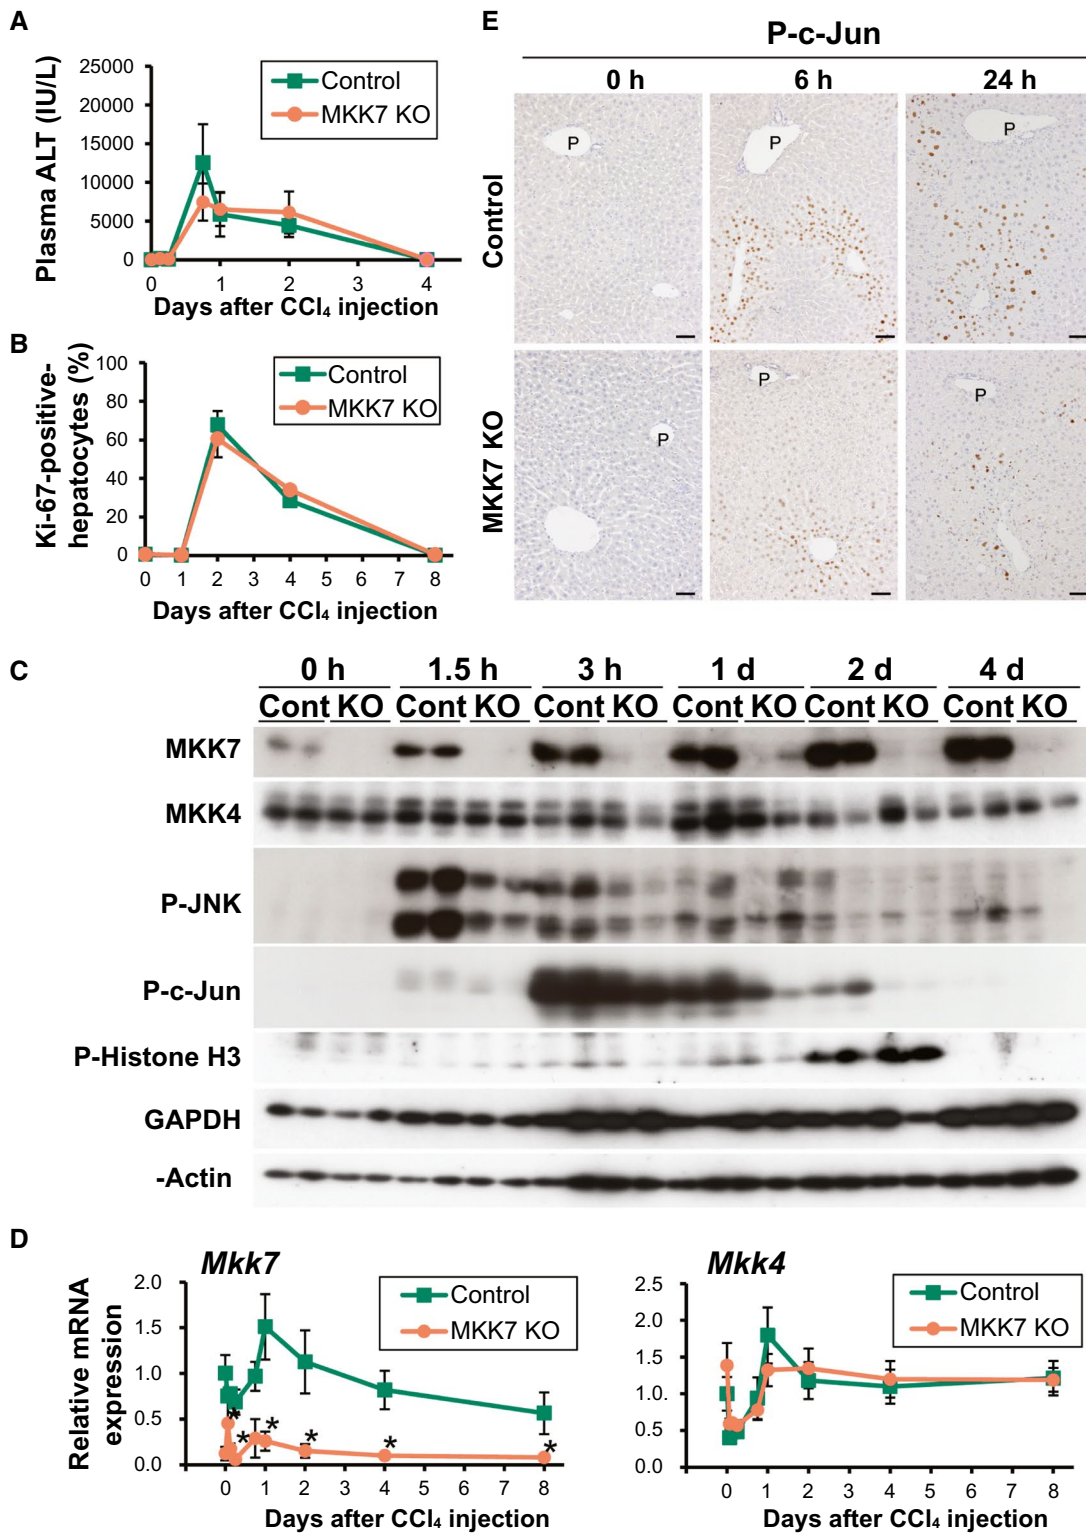 A
Plasma ALT (IU/L)
25000
20000
15000
10000
5000
0
Control
MKK7 KO
0 1 2 3 4
Days after CCl₄ injection
B
Ki-67-positive-
hepatocytes (%)
100
80
60
40
20
0
Control
MKK7 KO
0 1 2 3 4 5 6 7 8
Days after CCl₄ injection
E
P-c-Jun
0 h 6 h 24 h
Control
P P P
MKK7 KO
P P P
C
0 h 1.5 h 3 h 1 d 2 d 4 d
Cont KO Cont KO Cont KO Cont KO Cont KO Cont KO
MKK7
MKK4
P-JNK
P-c-Jun
P-Histone H3
GAPDH
-Actin
D
Relative mRNA
expression
Mkk7
2.0
1.5
1.0
0.5
0.0
Control
MKK7 KO
* * * * * *
0 1 2 3 4 5 6 7 8
Days after CCl₄ injection
Mkk4
2.5
2.0
1.5
1.0
0.5
0.0
Control
MKK7 KO
0 1 2 3 4 5 6 7 8
Days after CCl₄ injection